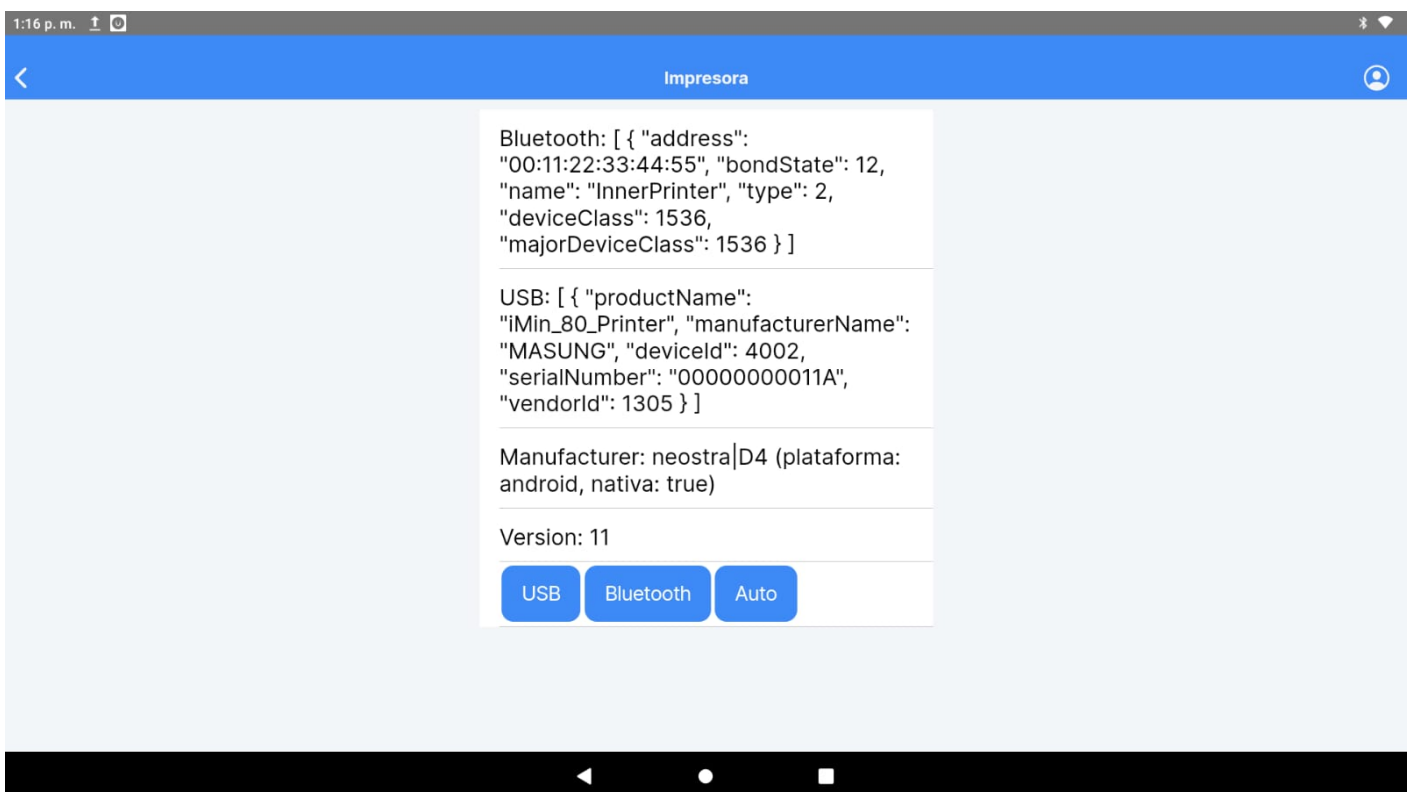 1:16 p. m.
Impresora
Bluetooth: [ { "address":
"00:11:22:33:44:55", "bondState": 12,
"name": "InnerPrinter", "type": 2,
"deviceClass": 1536,
"majorDeviceClass": 1536 } ]
USB: [ { "productName":
"iMin_80_Printer", "manufacturerName":
"MASUNG", "deviceId": 4002,
"serialNumber": "00000000011A",
"vendorId": 1305 } ]
Manufacturer: neostra|D4 (plataforma:
android, nativa: true)
Version: 11
USB Bluetooth Auto